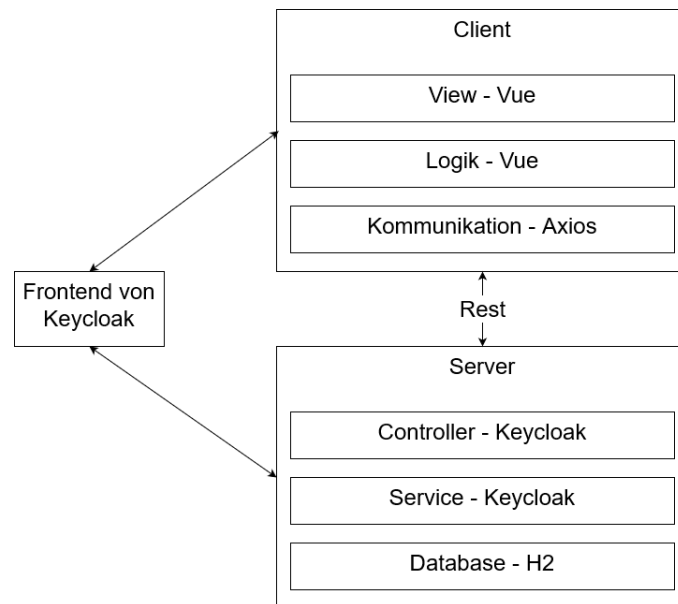 Client
View - Vue
Logik - Vue
Kommunikation - Axios
Frontend von
Keycloak
Rest
Server
Controller - Keycloak
Service - Keycloak
Database - H2